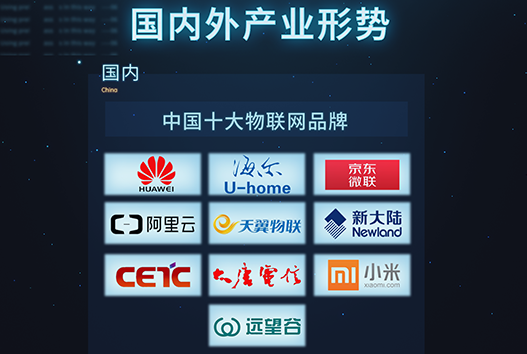 国内外产业形势
国内
China
中国十大物联网品牌
HUAWEI
海尔
U-home
京东
微联
阿里云
天翼物联
新大陆
Newland
CETC
大唐电信
mi
小米
xiaomi.com
远望谷